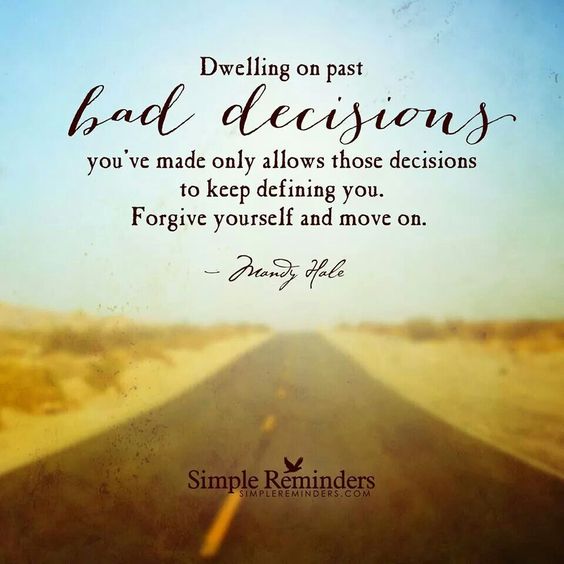 Dwelling on past
bad decisions
you've made only allows those decisions
to keep defining you.
Forgive yourself and move on.
— Mandy Hale
Simple Reminders
SIMPLEREMINDERS.COM